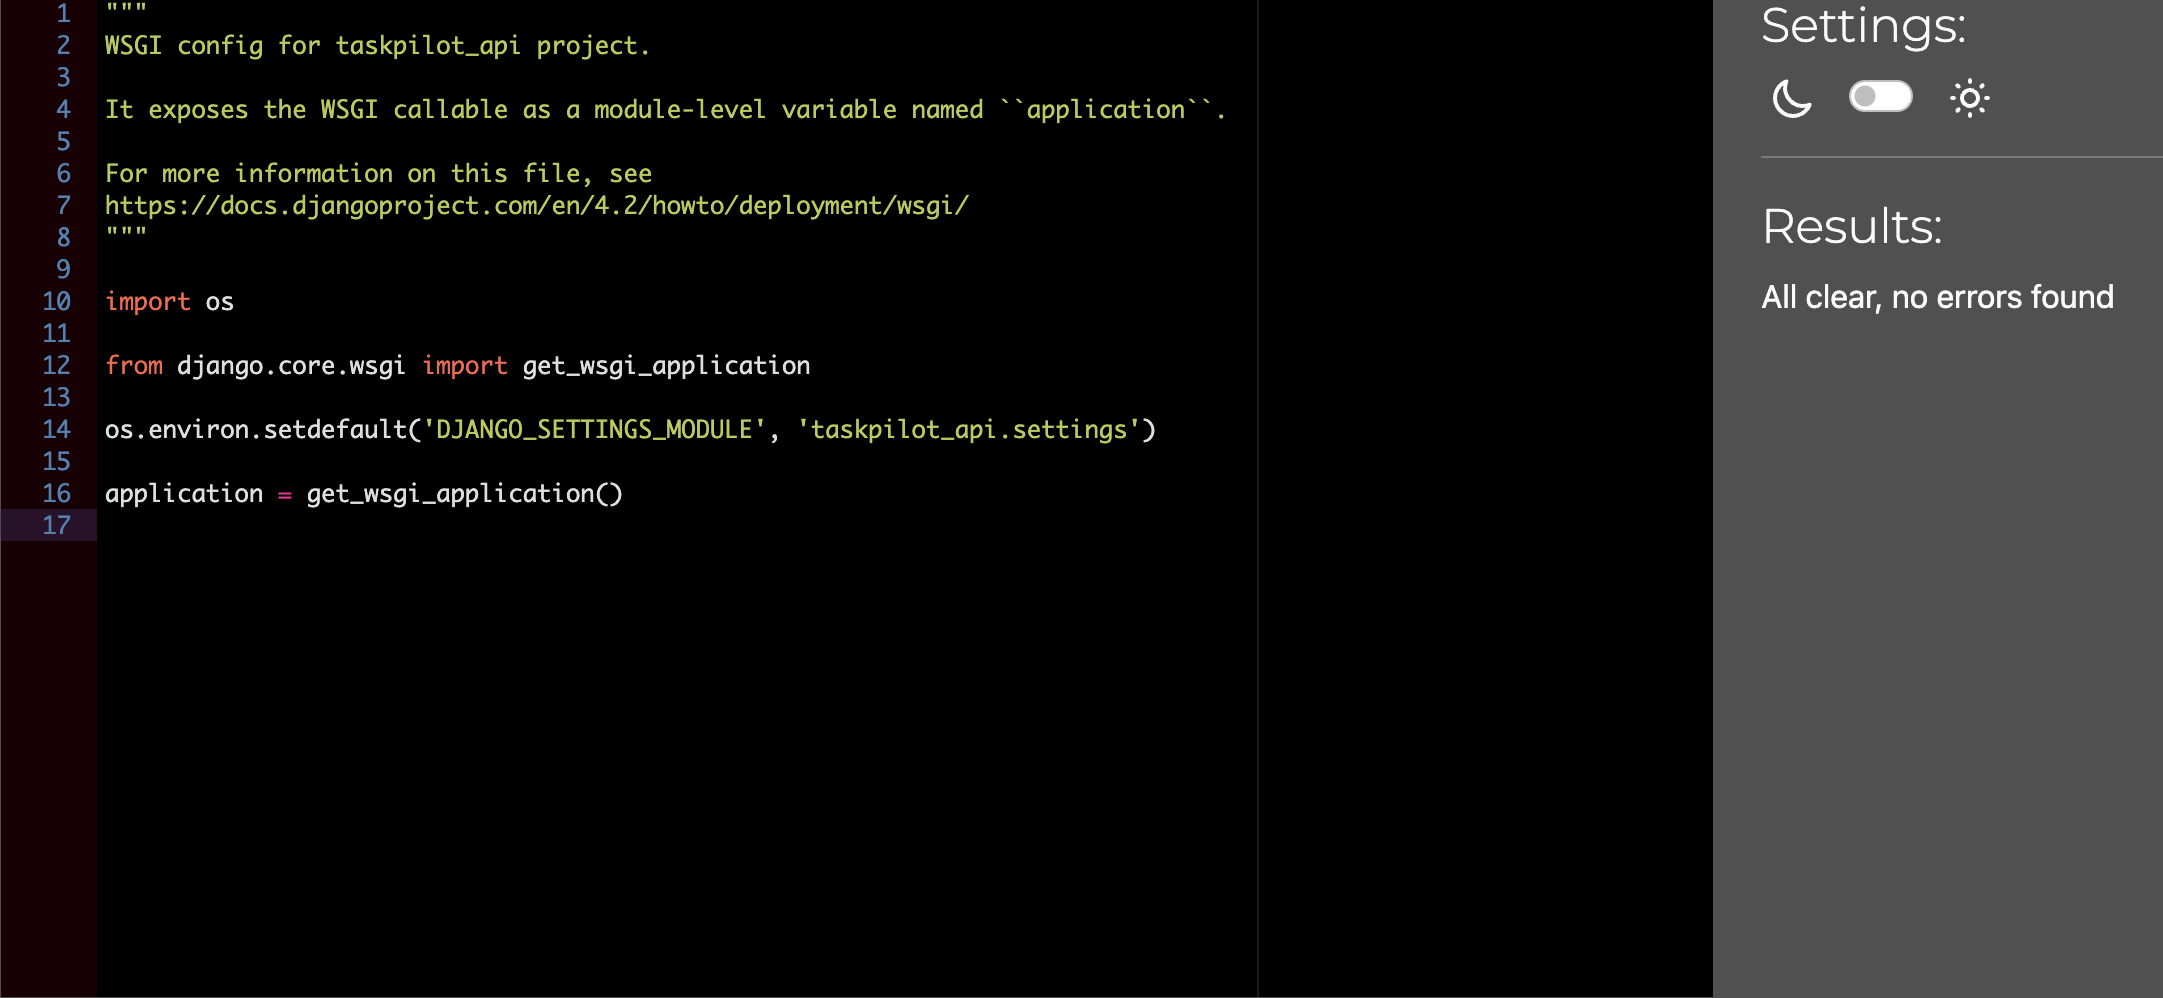 1 """
2 WSGI config for taskpilot_api project.
3
4 It exposes the WSGI callable as a module-level variable named ``application``.
5
6 For more information on this file, see
7 https://docs.djangoproject.com/en/4.2/howto/deployment/wsgi/
8 """
9
10 import os
11
12 from django.core.wsgi import get_wsgi_application
13
14 os.environ.setdefault('DJANGO_SETTINGS_MODULE', 'taskpilot_api.settings')
15
16 application = get_wsgi_application()
17
Settings:
Results:
All clear, no errors found